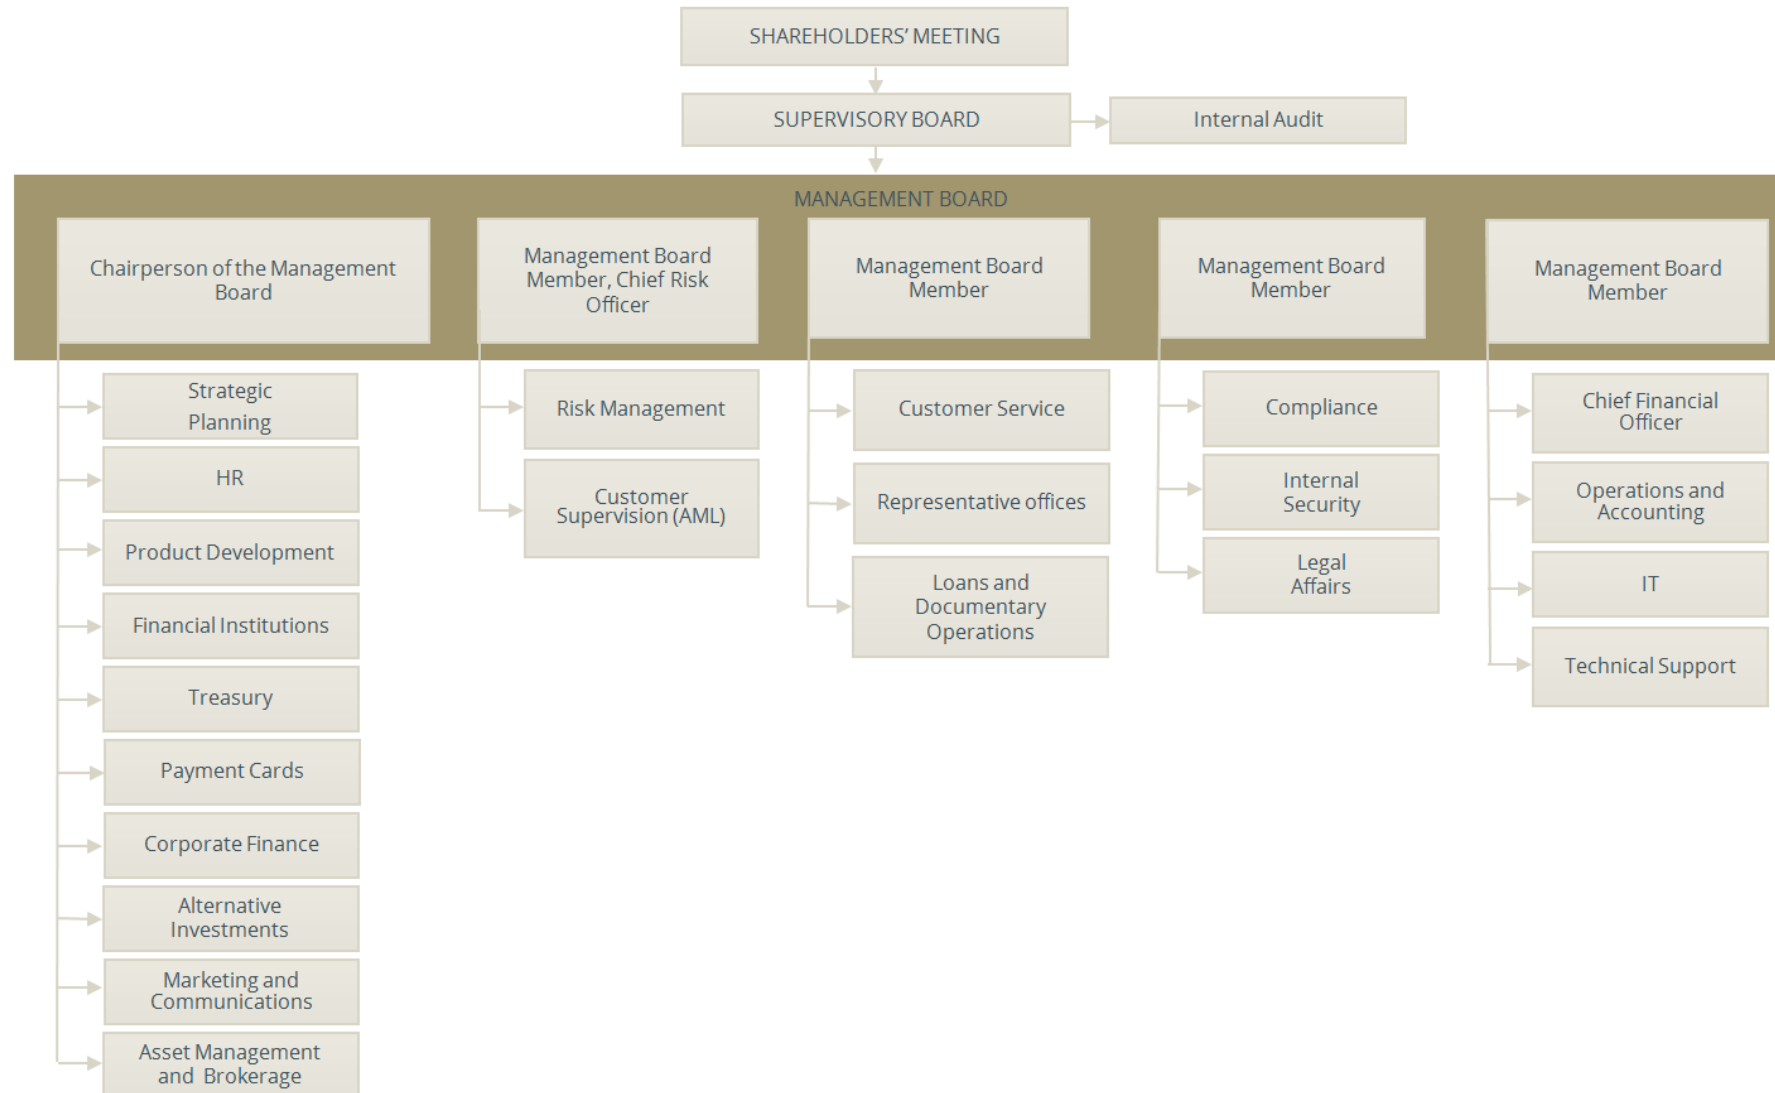 SHAREHOLDERS' MEETING
SUPERVISORY BOARD
Internal Audit
MANAGEMENT BOARD
Chairperson of the Management
Board
Management Board
Member, Chief Risk
Officer
Management Board
Member
Management Board
Member
Management Board
Member
Strategic
Planning
HR
Product Development
Financial Institutions
Treasury
Payment Cards
Corporate Finance
Alternative
Investments
Marketing and
Communications
Asset Management
and Brokerage
Risk Management
Customer
Supervision (AML)
Customer Service
Representative offices
Loans and
Documentary
Operations
Compliance
Internal
Security
Legal
Affairs
Chief Financial
Officer
Operations and
Accounting
IT
Technical Support